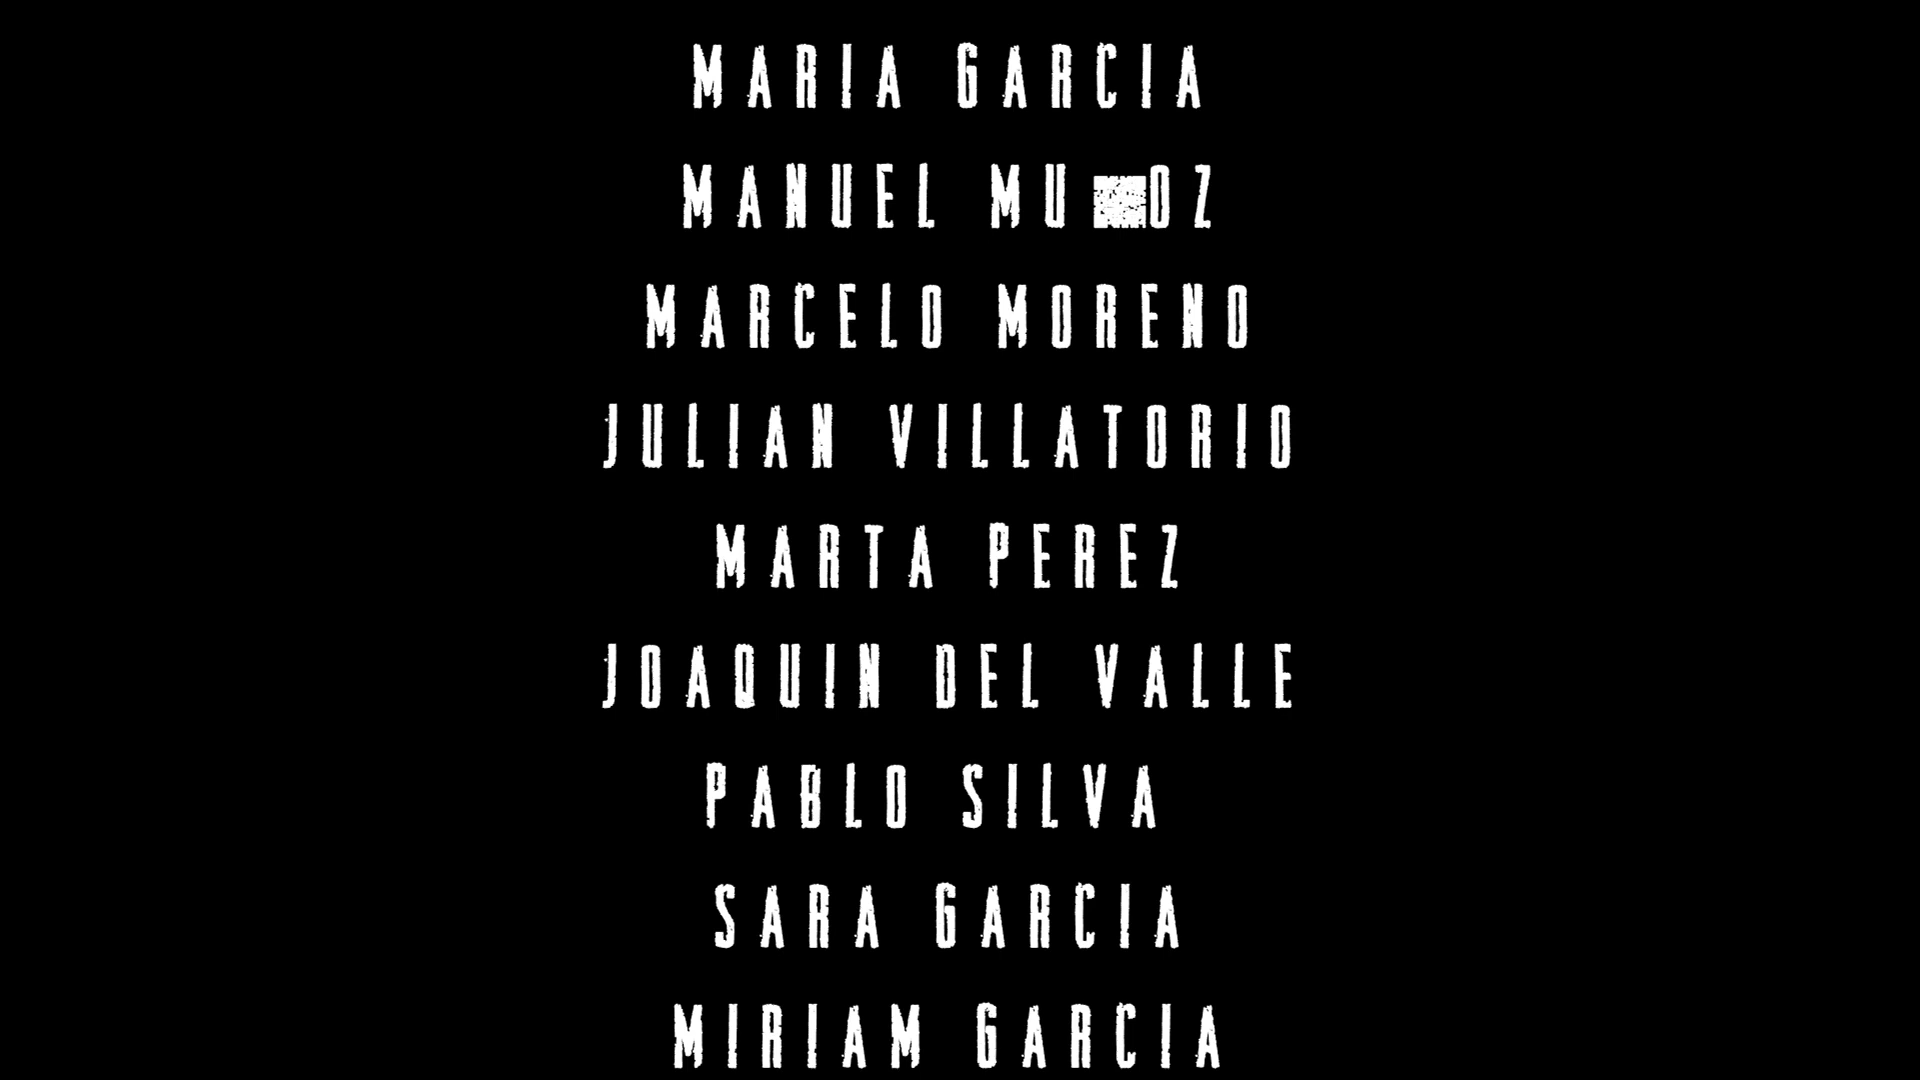 MARIA GARCIA
MANUEL
MARCELO MORENO
JULIAN VILLATORIO
MARTA PEREZ
JOAQUIN DEL VALLE
PABLO SILVA
SARA GARCIA
MIRIAM GARCIA